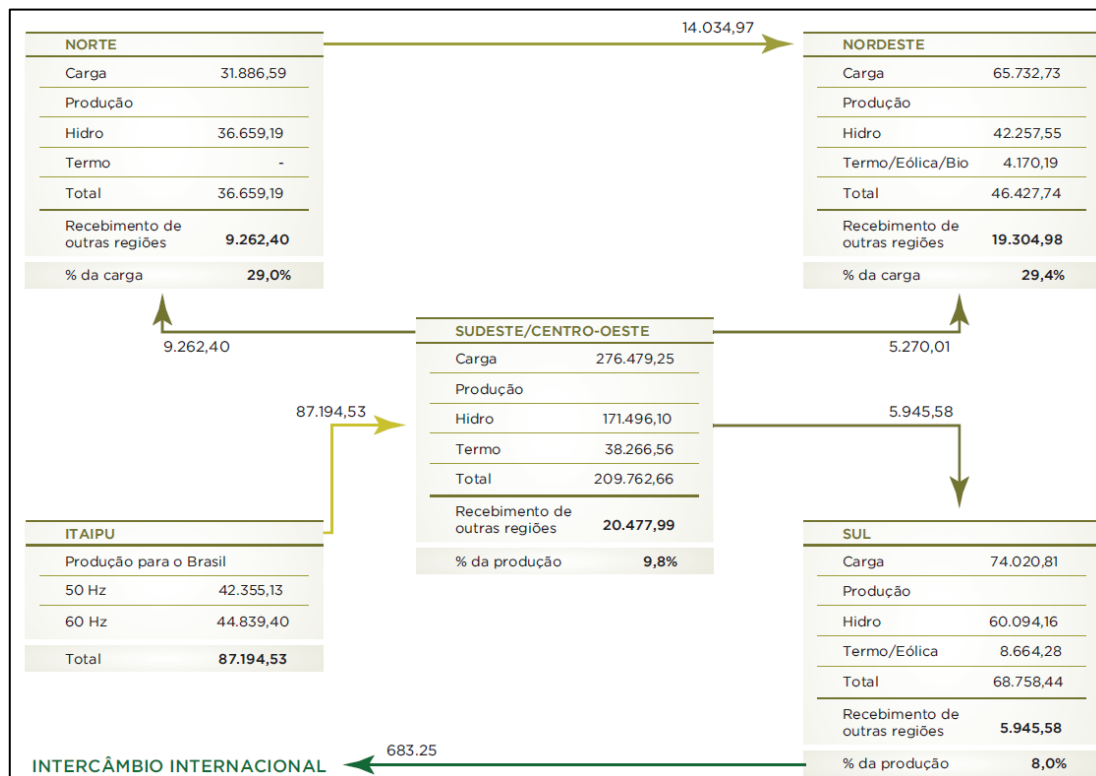 14.034,97
NORTE
Carga 31.886,59
Produção
Hidro 36.659,19
Termo -
Total 36.659,19
Recebimento de
outras regiões 9.262,40
% da carga 29,0%
NORDESTE
Carga 65.732,73
Produção
Hidro 42.257,55
Termo/Eólica/Bio 4.170,19
Total 46.427,74
Recebimento de
outras regiões 19.304,98
% da carga 29,4%
9.262,40
5.270,01
SUDESTE/CENTRO-OESTE
Carga 276.479,25
Produção
Hidro 171.496,10
Termo 38.266,56
Total 209.762,66
Recebimento de
outras regiões 20.477,99
% da produção 9,8%
87.194,53
5.945,58
ITAIPU
Produção para o Brasil
50 Hz 42.355,13
60 Hz 44.839,40
Total 87.194,53
SUL
Carga 74.020,81
Produção
Hidro 60.094,16
Termo/Eólica 8.664,28
Total 68.758,44
Recebimento de
outras regiões 5.945,58
% da produção 8,0%
683.25
INTERCÂMBIO INTERNACIONAL